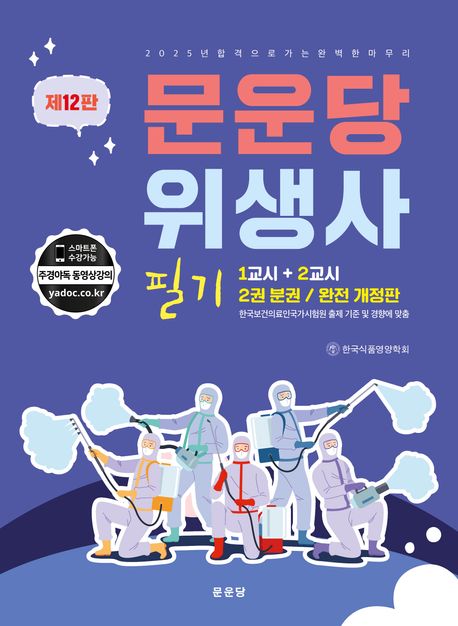 2025년합격으로가는완벽한마무리
제12판
문운당
위생사
스마트폰
수강가능
주경야독 동영상강의
yadoc.co.kr
필기
1교시 + 2교시
2권 분권 / 완전 개정판
한국보건의료인국가시험원 출제 기준 및 경향에 맞춤
한국식품영양학회
문운당